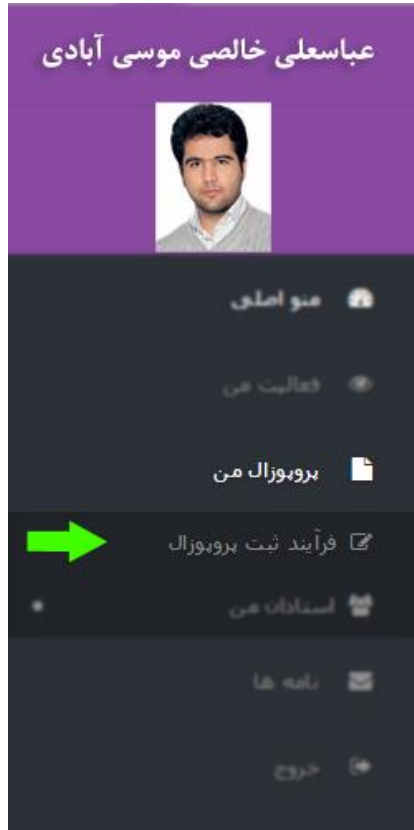 عباسعلی خالصی موسی آبادی
منو اصلی
فعالیت من
پروپوزال من
فرآیند ثبت پروپوزال
استادان من
نامه ها
خروج